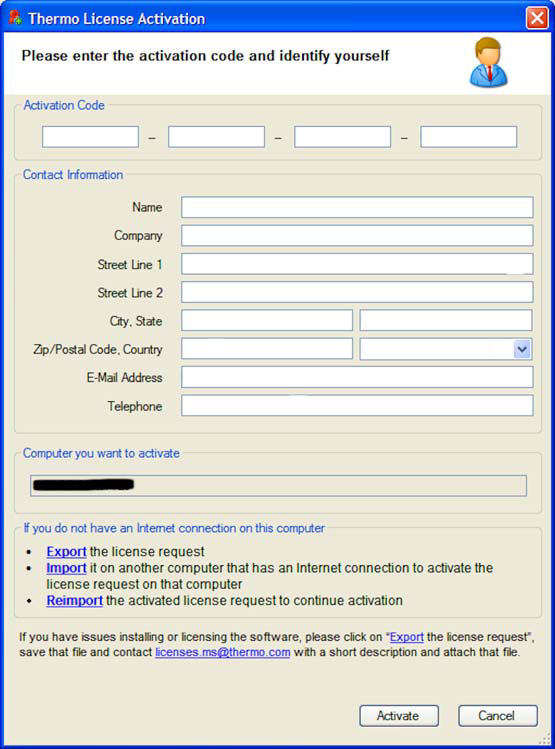 Thermo License Activation
Please enter the activation code and identify yourself
Activation Code
– – –
Contact Information
Name
Company
Street Line 1
Street Line 2
City, State
Zip/Postal Code, Country
E-Mail Address
Telephone
Computer you want to activate
If you do not have an Internet connection on this computer
• Export the license request
• Import it on another computer that has an Internet connection to activate the
license request on that computer
• Reimport the activated license request to continue activation
If you have issues installing or licensing the software, please click on “Export the license request”,
save that file and contact licenses.ms@thermo.com with a short description and attach that file.
Activate Cancel